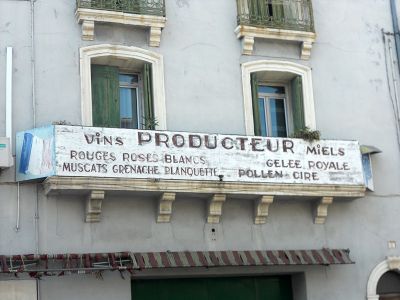 VINS PRODUCTEUR MIELS
ROUGES ROSES BLANCS GELEE ROYALE
MUSCATS GRENACHE BLANQUETTE POLLEN CIRE